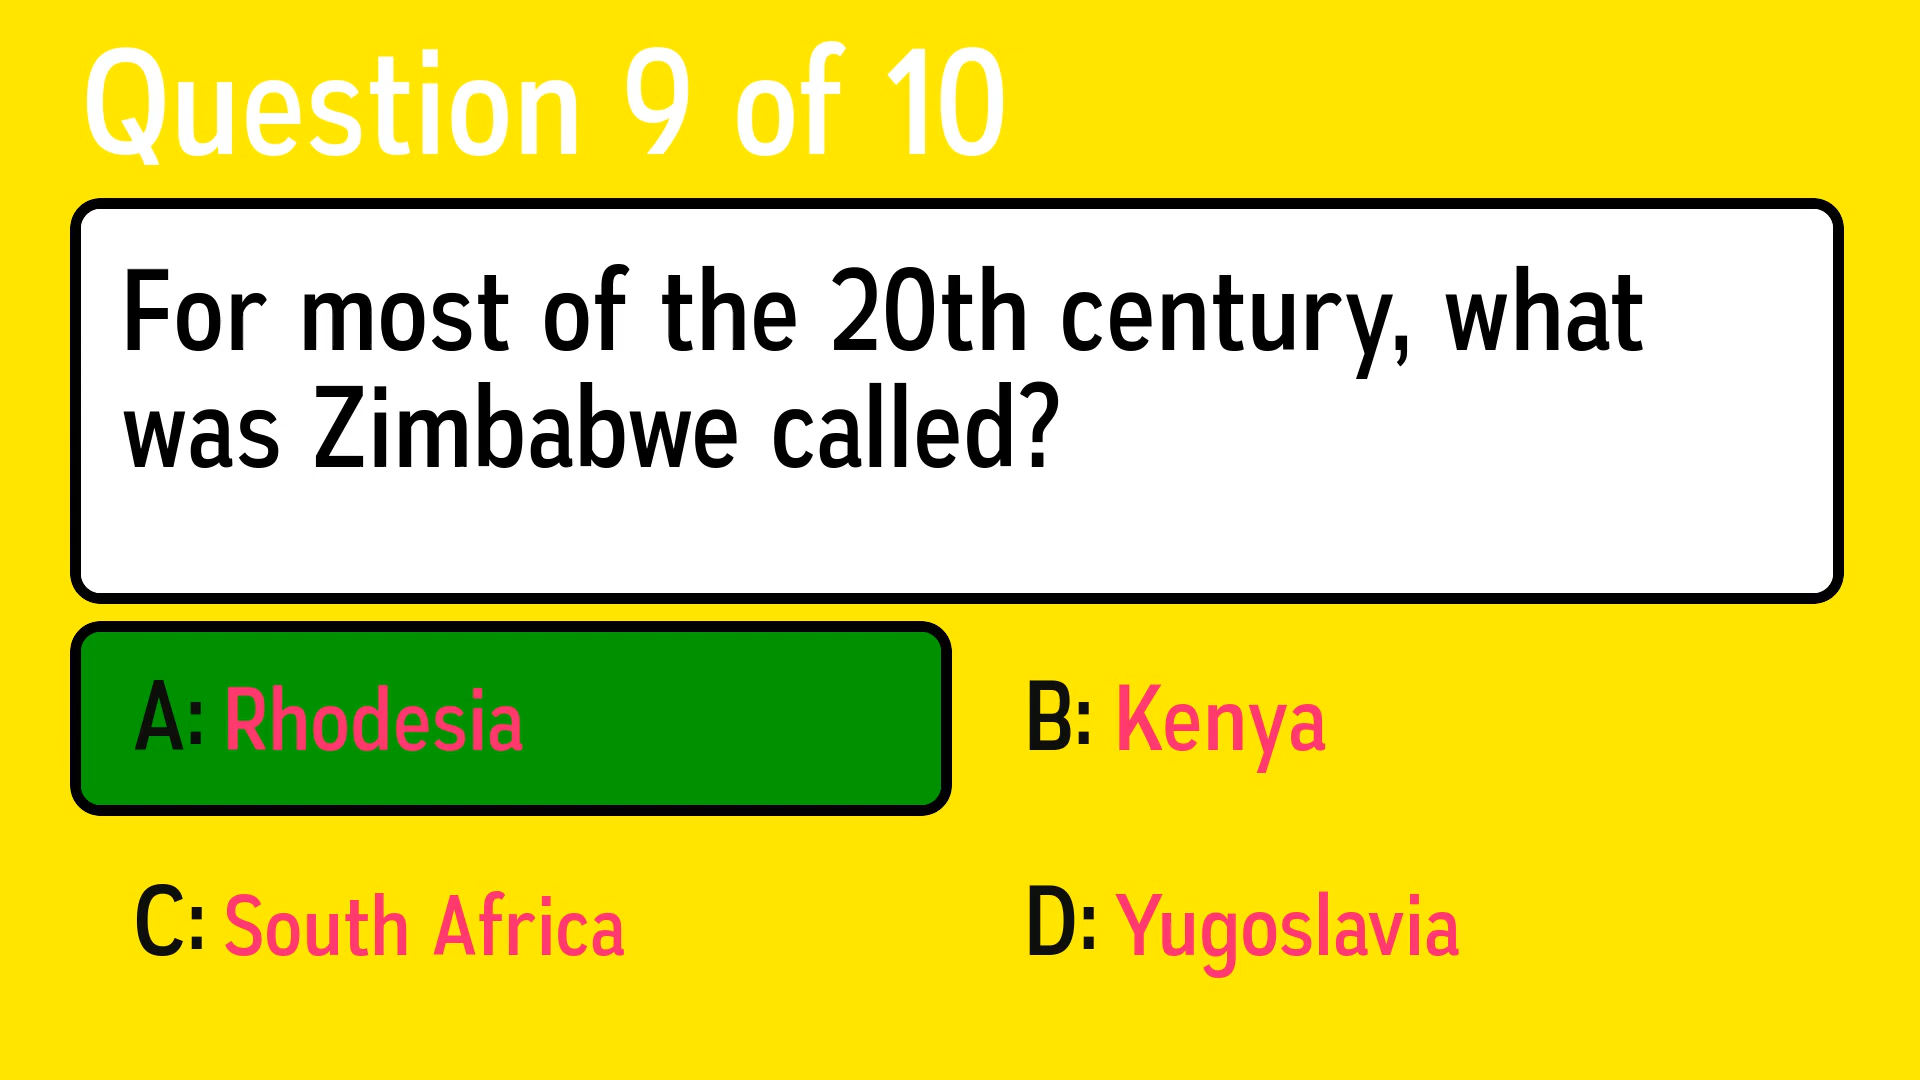 Question 9 of 10
For most of the 20th century, what
was Zimbabwe called?
A: Rhodesia
B: Kenya
C: South Africa
D: Yugoslavia